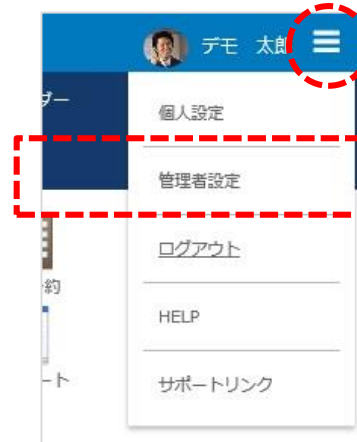 デモ 太郎
ダー
個人設定
管理者設定
ログアウト
約
HELP
ート
サポートリンク